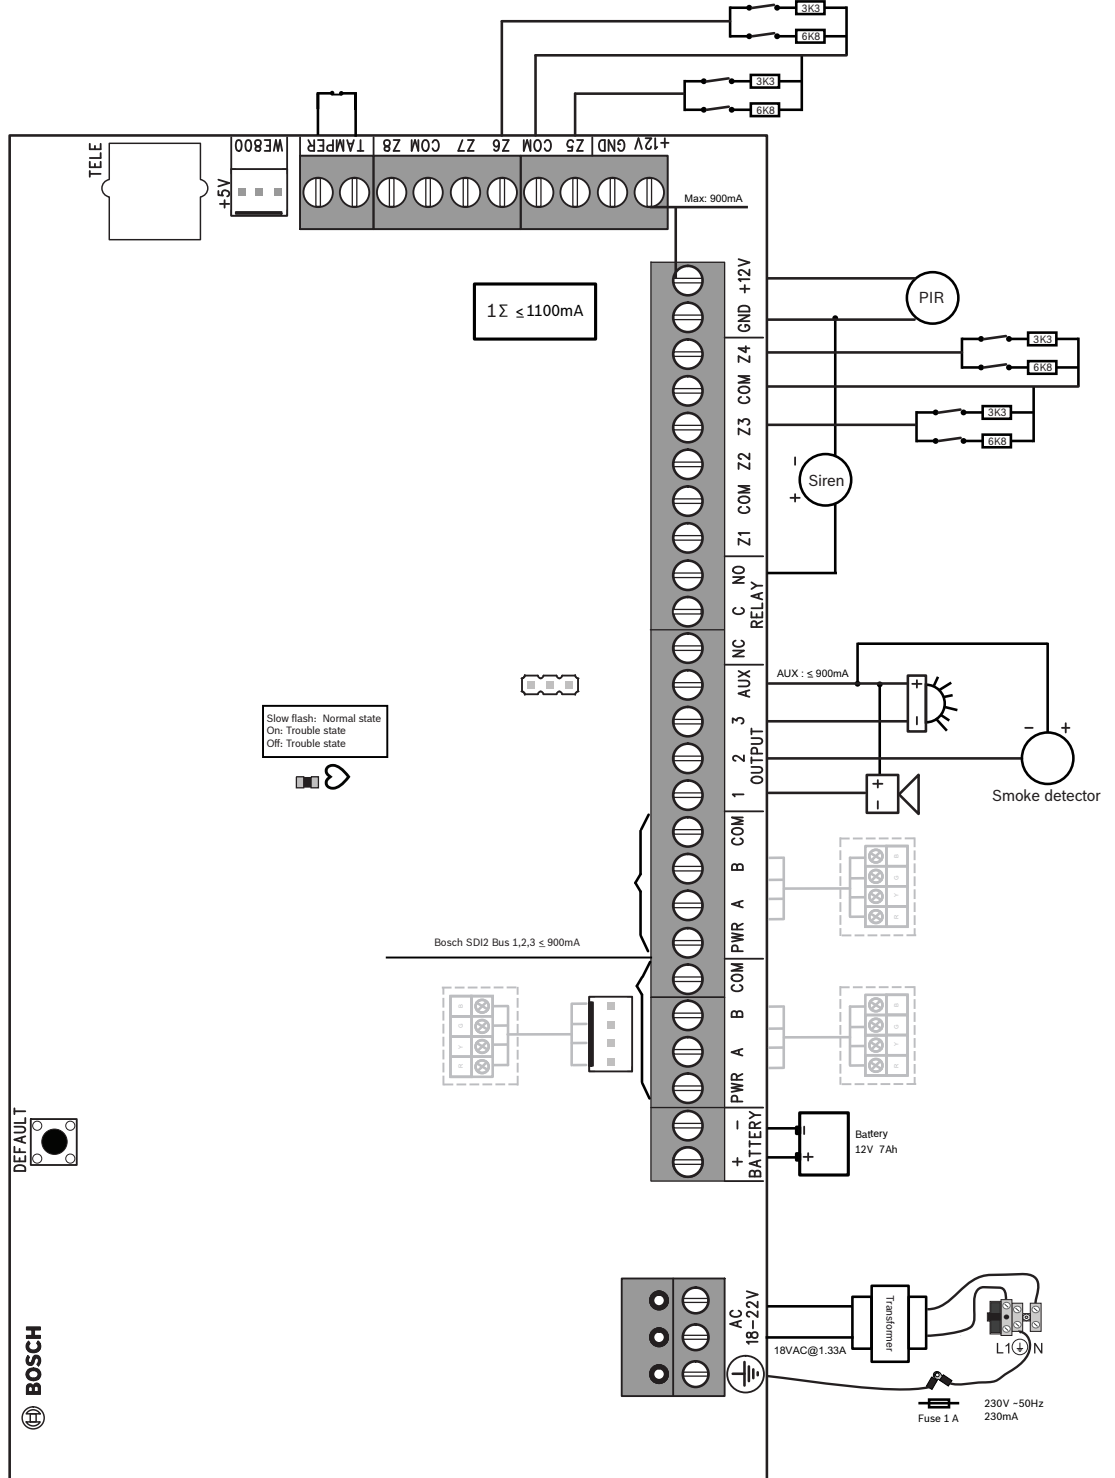 3K3
6K8
3K3
6K8
TELE
+5V
WE800
TAMPER
Z8
COM
Z7
Z6
COM
Z5
GND
+12V
Max: 900mA
1Σ ≤1100mA
+12V
GND
Z4
COM
Z3
Z2
COM
Z1
NO
C
RELAY
NC
AUX
3
2
1
OUTPUT
COM
B
A
PWR
COM
B
A
PWR
-
+
BATTERY
AC
18-22V
PIR
3K3
6K8
3K3
6K8
-
+
Siren
AUX : ≤ 900mA
+
-
+
-
- +
Smoke detector
Slow flash: Normal state
On: Trouble state
Off: Trouble state
Bosch SDI2 Bus 1,2,3 ≤ 900mA
DEFAULT
-
+
Battery
12V 7Ah
Transformer
18VAC@1.33A
L1
N
Fuse 1 A
230V ~50Hz
230mA
BOSCH